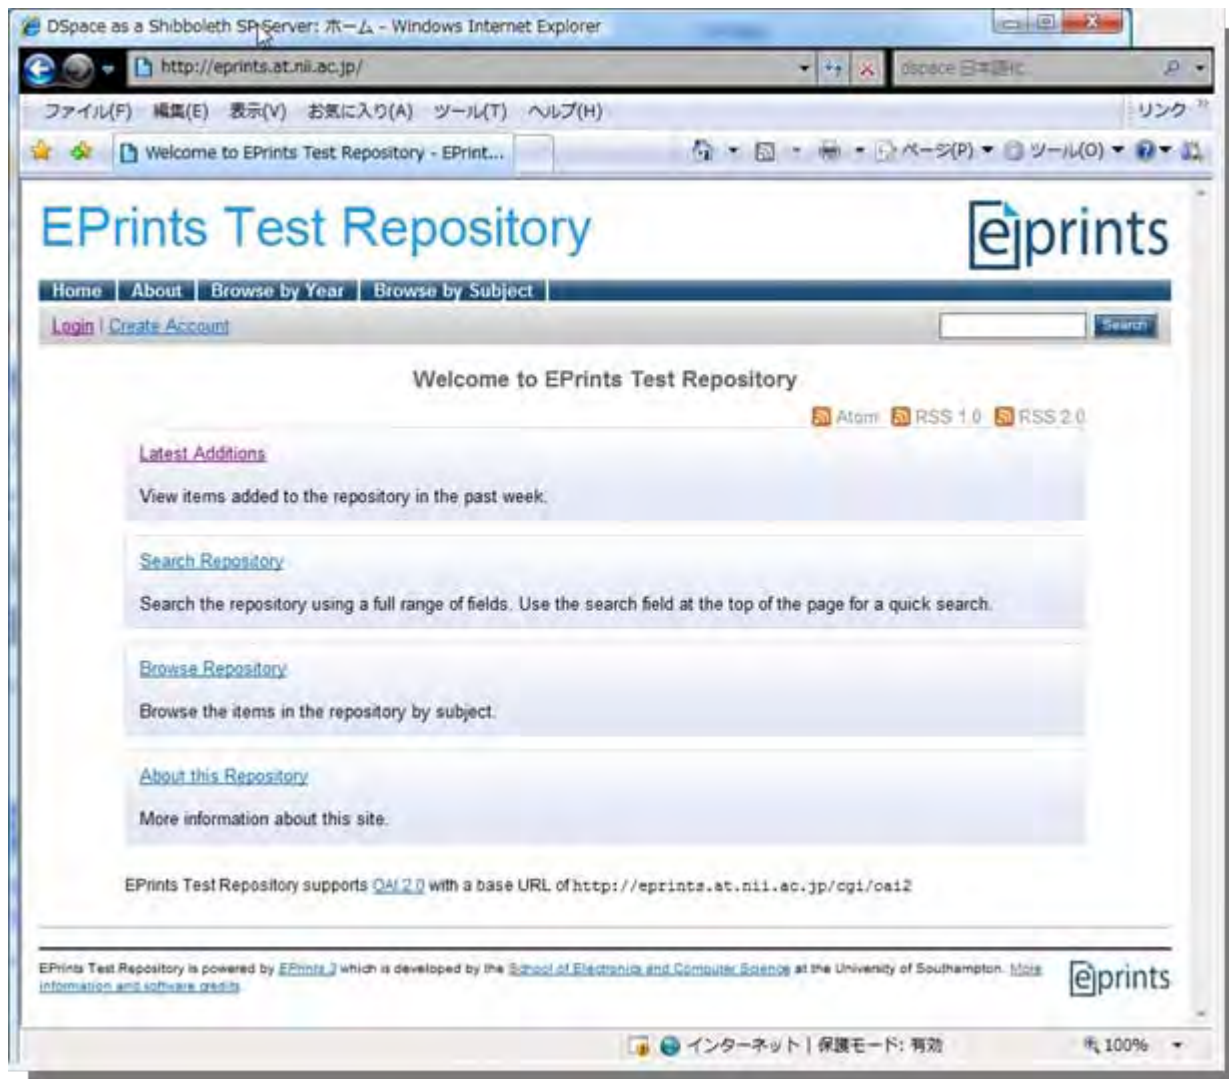 DSpace as a Shibboleth SP Server: ホーム - Windows Internet Explorer
http://eprints.at.nii.ac.jp/
dspace 日本語化
ファイル(F) 編集(E) 表示(V) お気に入り(A) ツール(T) ヘルプ(H) リンク
Welcome to EPrints Test Repository - EPrint... ページ(P) ツール(O)
EPrints Test Repository
eprints
Home About Browse by Year Browse by Subject
Login | Create Account Search
Welcome to EPrints Test Repository
Atom RSS 1.0 RSS 2.0
Latest Additions
View items added to the repository in the past week.
Search Repository
Search the repository using a full range of fields. Use the search field at the top of the page for a quick search.
Browse Repository
Browse the items in the repository by subject.
About this Repository
More information about this site.
EPrints Test Repository supports OAI 2.0 with a base URL of http://eprints.at.nii.ac.jp/cgi/oai2
EPrints Test Repository is powered by EPrints 3 which is developed by the School of Electronics and Computer Science at the University of Southampton. More
information and software credits.
eprints
インターネット | 保護モード: 有効 100%